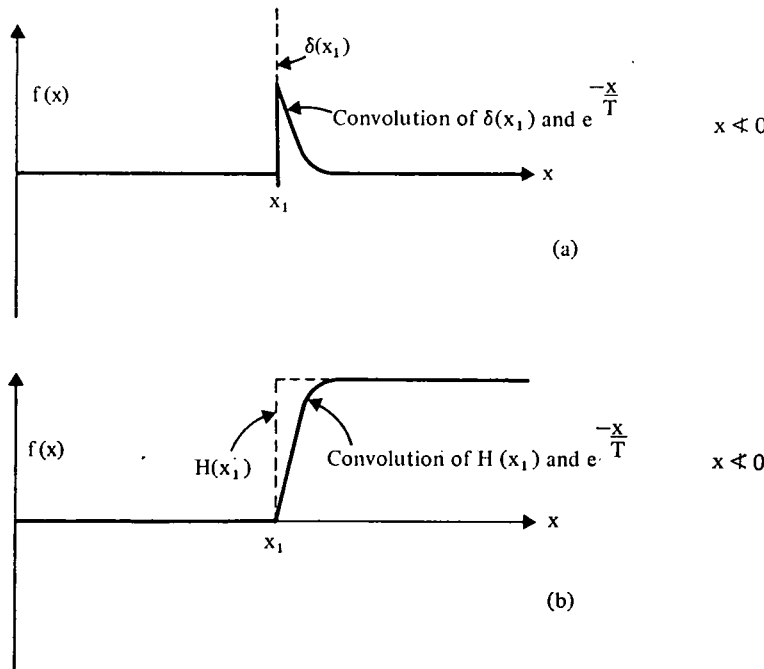 δ(x₁)
f (x)
Convolution of δ(x₁) and e^{-x/T}
x ≮ 0
x
x₁
(a)
f (x)
H(x₁)
Convolution of H (x₁) and e^{-x/T}
x ≮ 0
x
x₁
(b)